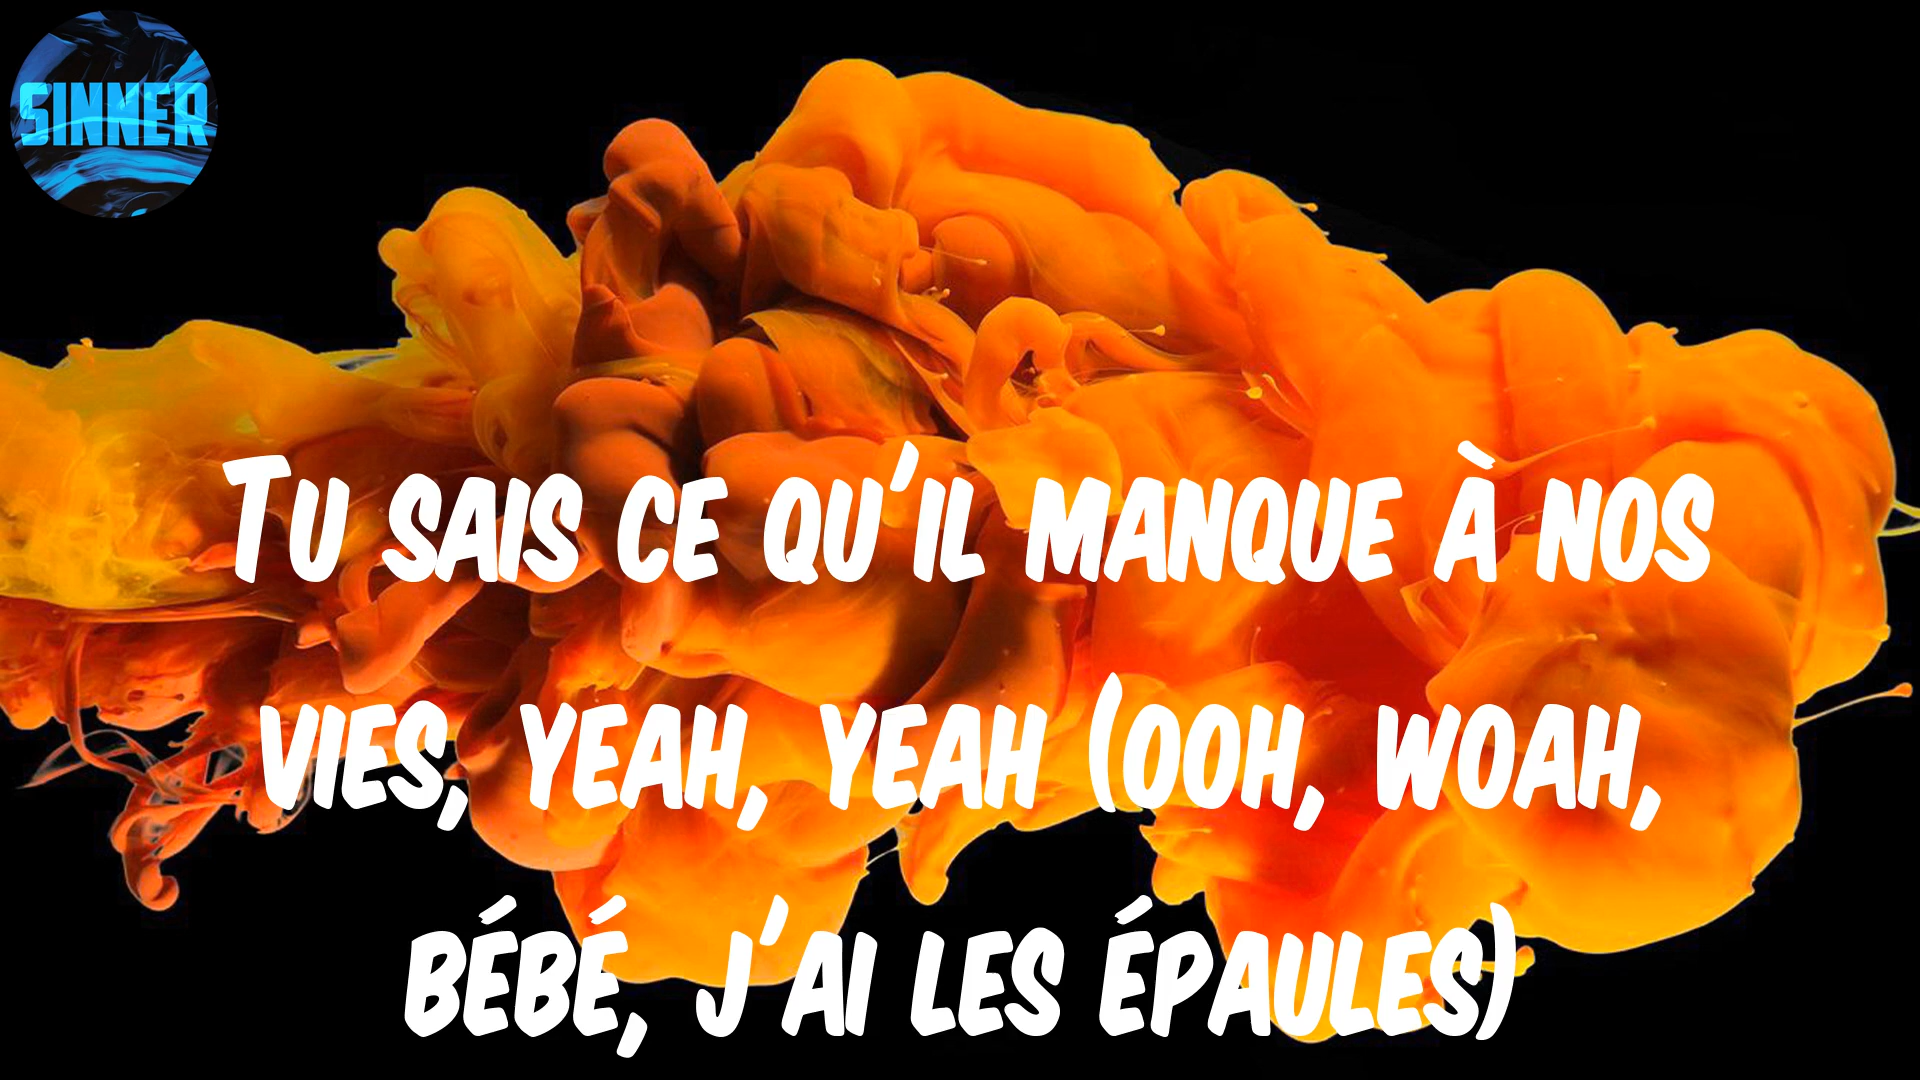 SINNER
Tu sais ce qu'il manque à nos
vies, yeah, yeah (ooh, woah,
bébé, j'ai les épaules)